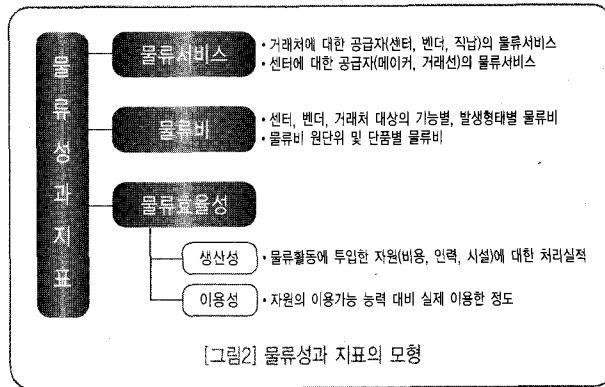 물류성과지표
물류서비스
• 거래처에 대한 공급자(센터, 벤더, 직납)의 물류서비스
• 센터에 대한 공급자(메이커, 거래선)의 물류서비스
물류비
• 센터, 벤더, 거래처 대상의 기능별, 발생형태별 물류비
• 물류비 원단위 및 단품별 물류비
물류효율성
생산성
• 물류활동에 투입한 자원(비용, 인력, 시설)에 대한 처리실적
이용성
• 자원의 이용가능 능력 대비 실제 이용한 정도
[그림2] 물류성과 지표의 모형